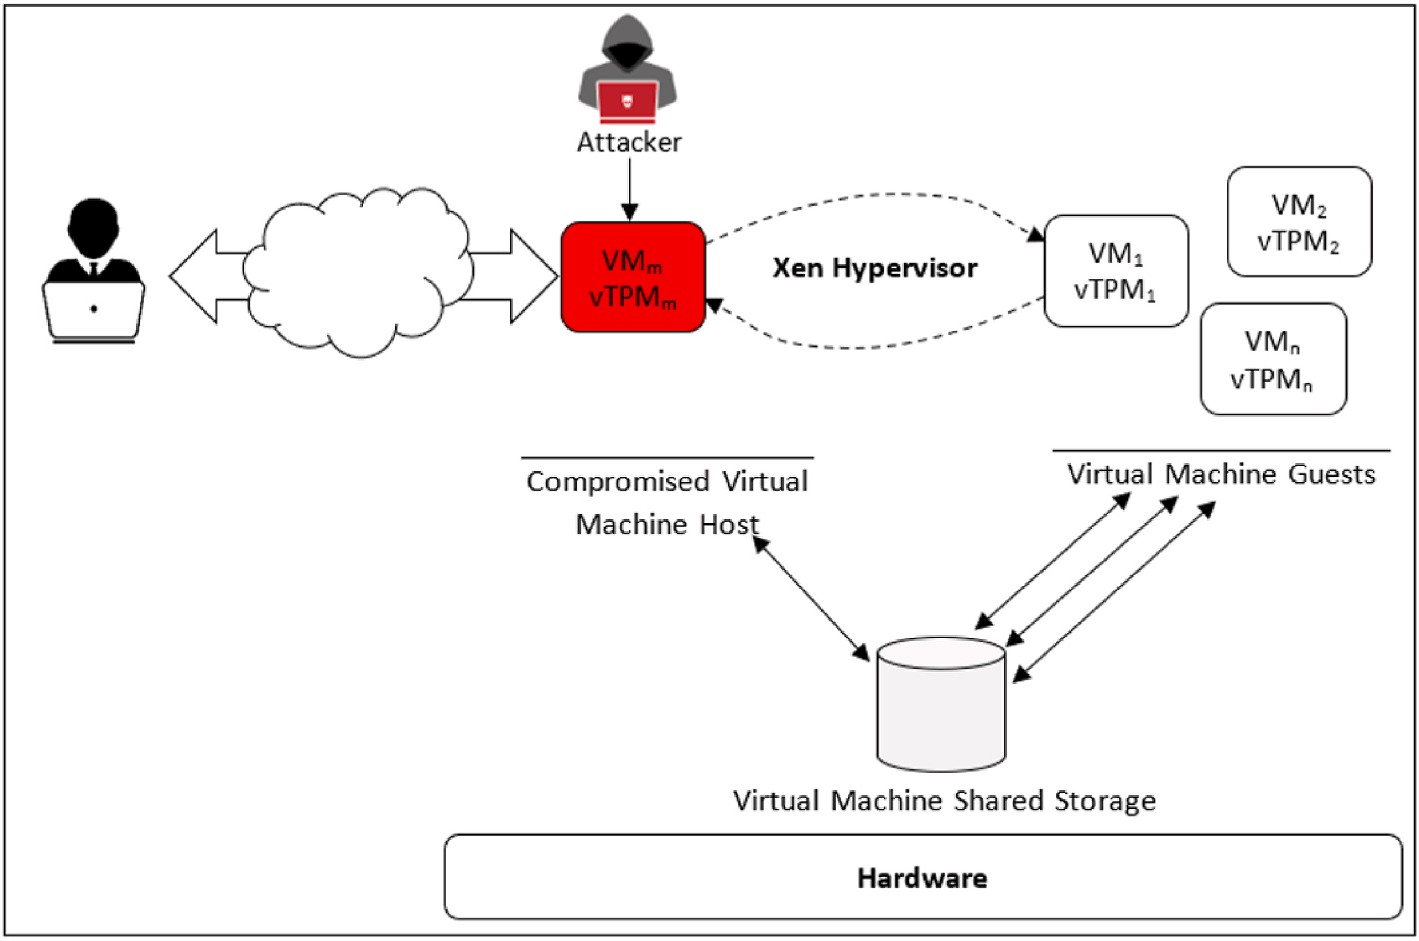 Attacker
VMₘ
vTPMₘ
Xen Hypervisor
VM₁
vTPM₁
VM₂
vTPM₂
VMₙ
vTPMₙ
Compromised Virtual
Machine Host
Virtual Machine Guests
Virtual Machine Shared Storage
Hardware